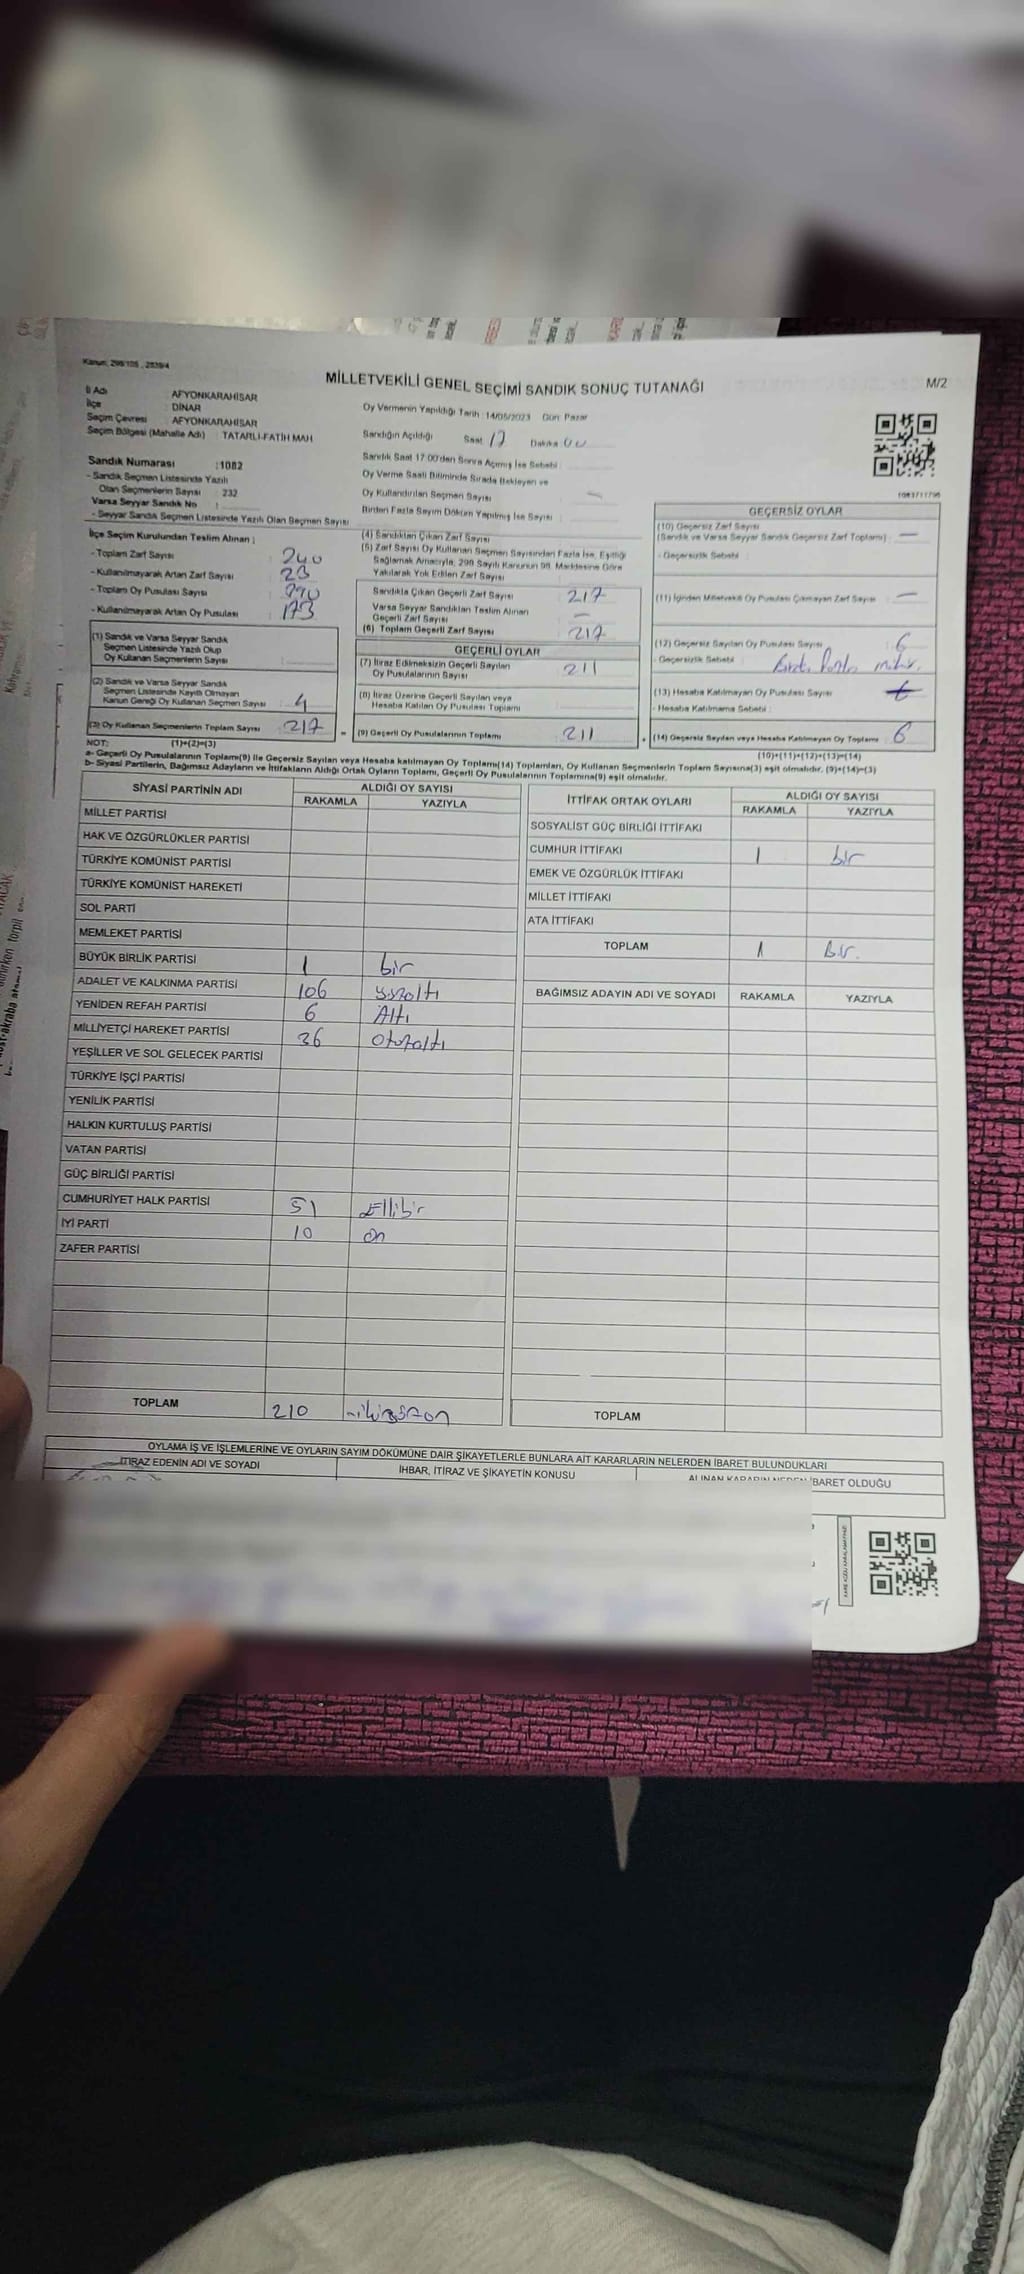 Kanun: 298/105 , 2839/4
MİLLETVEKİLİ GENEL SEÇİMİ SANDIK SONUÇ TUTANAĞI
M/2
İl Adı : AFYONKARAHİSAR
İlçe : DİNAR
Seçim Çevresi : AFYONKARAHİSAR
Seçim Bölgesi (Mahalle Adı) : TATARLI-FATİH MAH
Oy Vermenin Yapıldığı Tarih :14/05/2023 Gün: Pazar
Sandığın Açıldığı Saat 17 Dakika 00
Sandık Saat 17:00'den Sonra Açılmış İse Sebebi :
Oy Verme Saati Bitiminde Sırada Bekleyen ve
Oy Kullandırılan Seçmen Sayısı :
Birden Fazla Sayım Döküm Yapılmış İse Sayısı :
Sandık Numarası : 1082
- Sandık Seçmen Listesinde Yazılı
Olan Seçmenlerin Sayısı : 232
Varsa Seyyar Sandık No :
- Seyyar Sandık Seçmen Listesinde Yazılı Olan Seçmen Sayısı :
İlçe Seçim Kurulundan Teslim Alınan ;
- Toplam Zarf Sayısı : 240
- Kullanılmayarak Artan Zarf Sayısı : 23
- Toplam Oy Pusulası Sayısı :
- Kullanılmayarak Artan Oy Pusulası : 173
(1) Sandık ve Varsa Seyyar Sandık
Seçmen Listesinde Yazılı Olup
Oy Kullanan Seçmenlerin Sayısı :
(2) Sandık ve Varsa Seyyar Sandık
Seçmen Listesinde Kayıtlı Olmayan
Kanun Gereği Oy Kullanan Seçmen Sayısı : 4
(3) Oy Kullanan Seçmenlerin Toplam Sayısı : 217
(1)+(2)=(3)
(4) Sandıktan Çıkan Zarf Sayısı
(5) Zarf Sayısı Oy Kullanan Seçmen Sayısından Fazla İse, Eşitliği
Sağlamak Amacıyla, 298 Sayılı Kanunun 98. Maddesine Göre
Yakılarak Yok Edilen Zarf Sayısı :
Sandıkta Çıkan Geçerli Zarf Sayısı : 217
Varsa Seyyar Sandıktan Teslim Alınan
Geçerli Zarf Sayısı : —
(6) Toplam Geçerli Zarf Sayısı : 217
GEÇERLİ OYLAR
(7) İtiraz Edilmeksizin Geçerli Sayılan
Oy Pusulalarının Sayısı : 211
(8) İtiraz Üzerine Geçerli Sayılan veya
Hesaba Katılan Oy Pusulası Toplamı :
(9) Geçerli Oy Pusulalarının Toplamı : 211
GEÇERSİZ OYLAR
(10) Geçersiz Zarf Sayısı
(Sandık ve Varsa Seyyar Sandık Geçersiz Zarf Toplamı) : —
- Geçersizlik Sebebi :
(11) İçinden Milletvekili Oy Pusulası Çıkmayan Zarf Sayısı : —
(12) Geçersiz Sayılan Oy Pusulası Sayısı : 6
- Geçersizlik Sebebi : Birden fazla mühür.
(13) Hesaba Katılmayan Oy Pusulası Sayısı :
- Hesaba Katılmama Sebebi :
(14) Geçersiz Sayılan veya Hesaba Katılmayan Oy Toplamı : 6
(10)+(11)+(12)+(13)=(14)
NOT:
a- Geçerli Oy Pusulaların Toplamı(9) ile Geçersiz Sayılan veya Hesaba katılmayan Oy Toplamı(14) Toplamları, Oy Kullanan Seçmenlerin Toplam Sayısına(3) eşit olmalıdır. (9)+(14)=(3)
b- Siyasi Partilerin, Bağımsız Adayların ve İttifakların Aldığı Ortak Oyların Toplamı, Geçerli Oy Pusulalarının Toplamına(9) eşit olmalıdır.
SİYASİ PARTİNİN ADI ALDIĞI OY SAYISI
RAKAMLA YAZIYLA
MİLLET PARTİSİ
HAK VE ÖZGÜRLÜKLER PARTİSİ
TÜRKİYE KOMÜNİST PARTİSİ
TÜRKİYE KOMÜNİST HAREKETİ
SOL PARTİ
MEMLEKET PARTİSİ
BÜYÜK BİRLİK PARTİSİ 1 bir
ADALET VE KALKINMA PARTİSİ 106 yüzaltı
YENİDEN REFAH PARTİSİ 6 Altı
MİLLİYETÇİ HAREKET PARTİSİ 36 otuzaltı
YEŞİLLER VE SOL GELECEK PARTİSİ
TÜRKİYE İŞÇİ PARTİSİ
YENİLİK PARTİSİ
HALKIN KURTULUŞ PARTİSİ
VATAN PARTİSİ
GÜÇ BİRLİĞİ PARTİSİ
CUMHURİYET HALK PARTİSİ 51 Ellibir
İYİ PARTİ 10 on
ZAFER PARTİSİ
TOPLAM 210 ikiyüzon
İTTİFAK ORTAK OYLARI ALDIĞI OY SAYISI
RAKAMLA YAZIYLA
SOSYALİST GÜÇ BİRLİĞİ İTTİFAKI
CUMHUR İTTİFAKI 1 bir
EMEK VE ÖZGÜRLÜK İTTİFAKI
MİLLET İTTİFAKI
ATA İTTİFAKI
TOPLAM 1 Bir.
BAĞIMSIZ ADAYIN ADI VE SOYADI RAKAMLA YAZIYLA
TOPLAM
OYLAMA İŞ VE İŞLEMLERİNE VE OYLARIN SAYIM DÖKÜMÜNE DAİR ŞİKAYETLERLE BUNLARA AİT KARARLARIN NELERDEN İBARET BULUNDUKLARI
İTİRAZ EDENİN ADI VE SOYADI
İHBAR, İTİRAZ VE ŞİKAYETİN KONUSU
ALINAN KARARIN NEDEN İBARET OLDUĞU